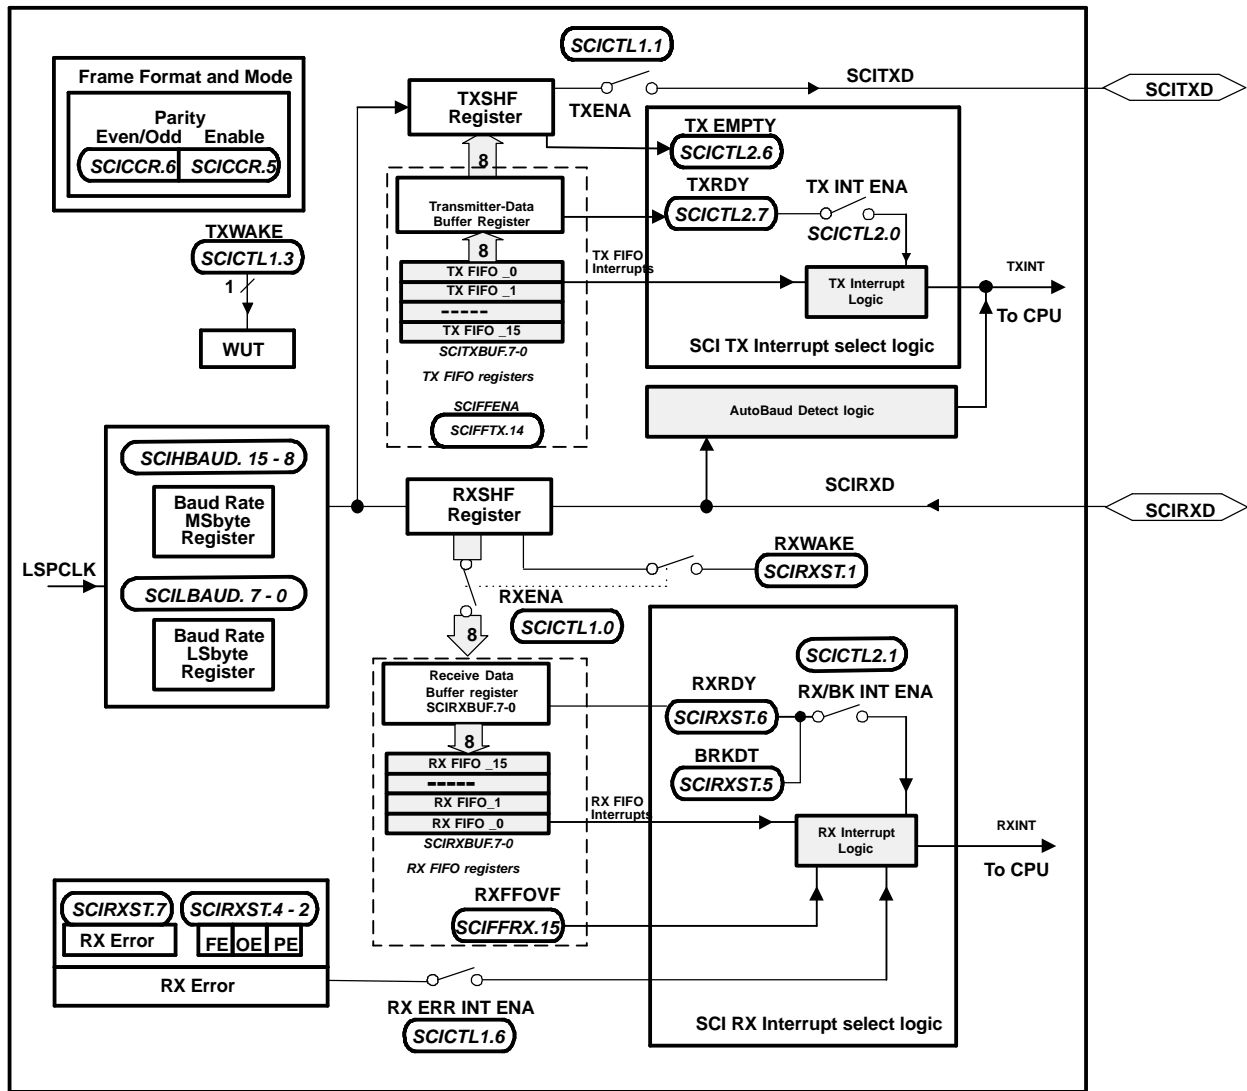 SCICTL1.1
Frame Format and Mode
Parity
Even/Odd Enable
SCICCR.6 SCICCR.5
TXSHF
Register
TXENA
SCITXD
SCITXD
TX EMPTY
SCICTL2.6
8
TXRDY
SCICTL2.7
TX INT ENA
SCICTL2.0
Transmitter-Data
Buffer Register
8
TX FIFO _0
TX FIFO _1
-----
TX FIFO _15
SCITXBUF.7-0
TX FIFO registers
SCIFFENA
SCIFFTX.14
TX FIFO
Interrupts
TX Interrupt
Logic
TXINT
To CPU
SCI TX Interrupt select logic
TXWAKE
SCICTL1.3
1
WUT
AutoBaud Detect logic
SCIHBAUD. 15 - 8
Baud Rate
MSbyte
Register
LSPCLK
SCILBAUD. 7 - 0
Baud Rate
LSbyte
Register
RXSHF
Register
SCIRXD
SCIRXD
RXWAKE
SCIRXST.1
RXENA
SCICTL1.0
8
Receive Data
Buffer register
SCIRXBUF.7-0
8
RX FIFO _15
-----
RX FIFO_1
RX FIFO _0
SCIRXBUF.7-0
RX FIFO registers
RXFFOVF
SCIFFRX.15
RX FIFO
Interrupts
SCICTL2.1
RXRDY
SCIRXST.6
RX/BK INT ENA
BRKDT
SCIRXST.5
RX Interrupt
Logic
RXINT
To CPU
SCI RX Interrupt select logic
SCIRXST.7 SCIRXST.4 - 2
RX Error FE OE PE
RX Error
RX ERR INT ENA
SCICTL1.6